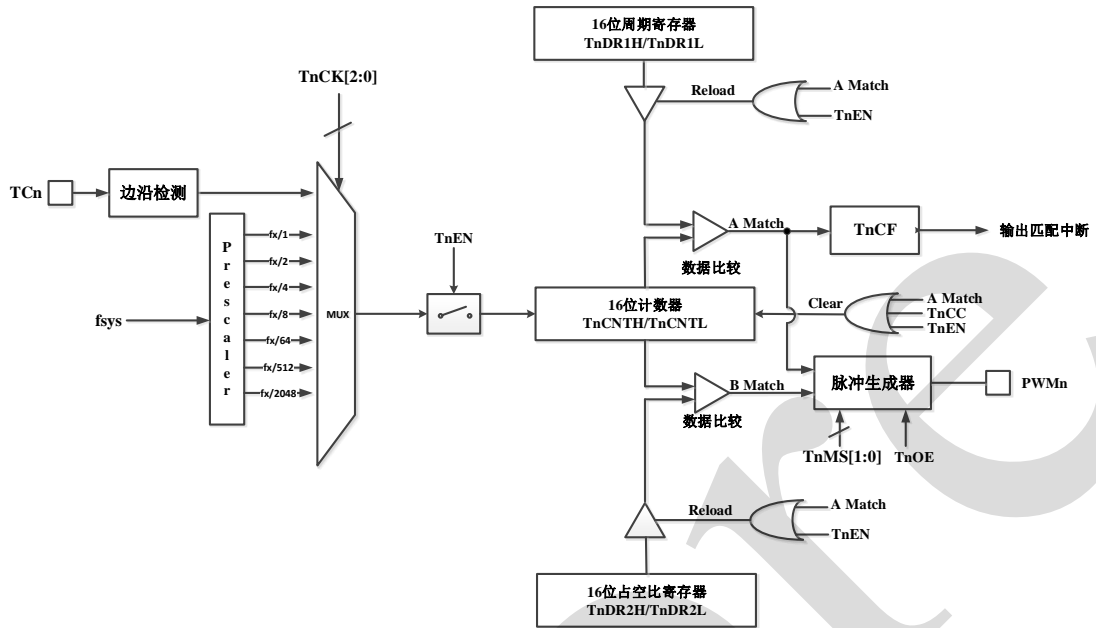 16位周期寄存器
TnDR1H/TnDR1L
TnCK[2:0]
Reload
A Match
TnEN
TCn
边沿检测
Prescaler
fx/1
fx/2
fx/4
fx/8
fx/64
fx/512
fx/2048
fsys
MUX
TnEN
A Match
数据比较
TnCF
输出匹配中断
16位计数器
TnCNTH/TnCNTL
Clear
A Match
TnCC
TnEN
B Match
数据比较
脉冲生成器
PWMn
TnMS[1:0]
TnOE
Reload
A Match
TnEN
16位占空比寄存器
TnDR2H/TnDR2L